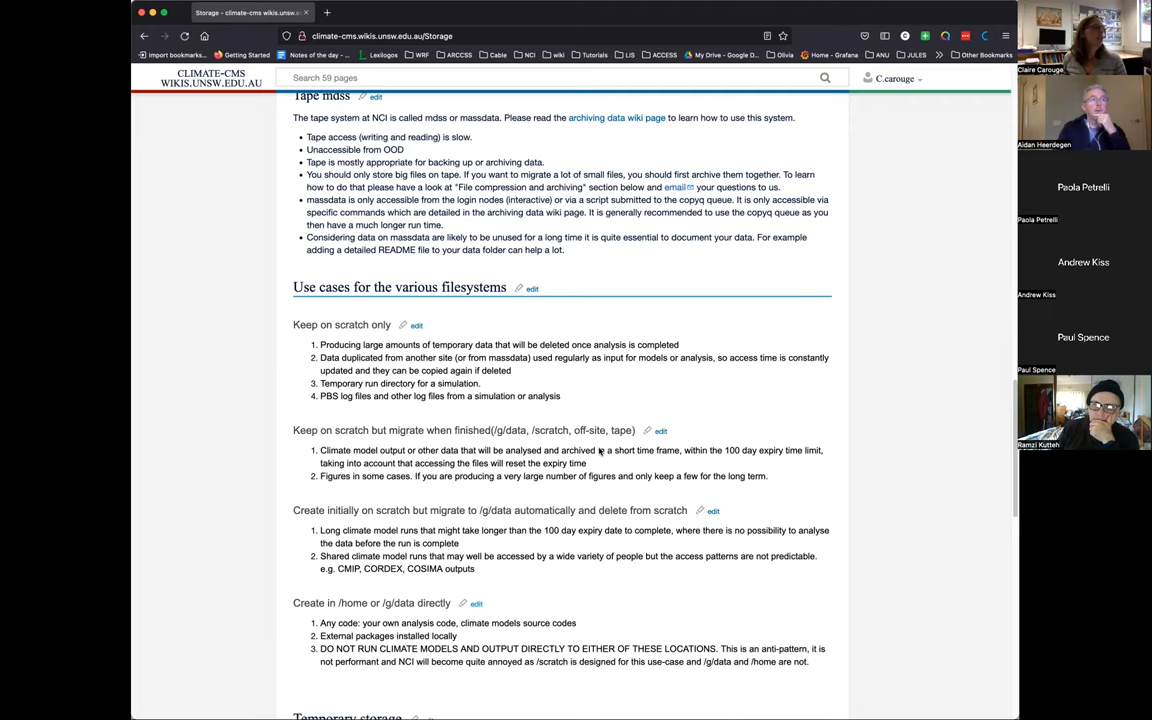 Storage - climate-cms.wikis.unsw.e
climate-cms.wikis.unsw.edu.au/Storage
Import bookmarks...
Getting Started
Notes of the day -...
Lexilogos
WRF
ARCCSS
Cable
NCI
wiki
Tutorials
LIS
ACCESS
My Drive - Google D...
Olivia
Home - Grafana
ANU
JULES
Other Bookmarks
CLIMATE-CMS
WIKIS.UNSW.EDU.AU
Search 59 pages
C.carouge
Tape mdss edit
The tape system at NCI is called mdss or massdata. Please read the archiving data wiki page to learn how to use this system.
• Tape access (writing and reading) is slow.
• Unaccessible from OOD
• Tape is mostly appropriate for backing up or archiving data.
• You should only store big files on tape. If you want to migrate a lot of small files, you should first archive them together. To learn
how to do that please have a look at "File compression and archiving" section below and email your questions to us.
• massdata is only accessible from the login nodes (interactive) or via a script submitted to the copyq queue. It is only accessible via
specific commands which are detailed in the archiving data wiki page. It is generally recommended to use the copyq queue as you
then have a much longer run time.
• Considering data on massdata are likely to be unused for a long time it is quite essential to document your data. For example
adding a detailed README file to your data folder can help a lot.
Use cases for the various filesystems edit
Keep on scratch only edit
1. Producing large amounts of temporary data that will be deleted once analysis is completed
2. Data duplicated from another site (or from massdata) used regularly as input for models or analysis, so access time is constantly
updated and they can be copied again if deleted
3. Temporary run directory for a simulation.
4. PBS log files and other log files from a simulation or analysis
Keep on scratch but migrate when finished(/g/data, /scratch, off-site, tape) edit
1. Climate model output or other data that will be analysed and archived in a short time frame, within the 100 day expiry time limit,
taking into account that accessing the files will reset the expiry time
2. Figures in some cases. If you are producing a very large number of figures and only keep a few for the long term.
Create initially on scratch but migrate to /g/data automatically and delete from scratch edit
1. Long climate model runs that might take longer than the 100 day expiry date to complete, where there is no possibility to analyse
the data before the run is complete
2. Shared climate model runs that may well be accessed by a wide variety of people but the access patterns are not predictable.
e.g. CMIP, CORDEX, COSIMA outputs
Create in /home or /g/data directly edit
1. Any code: your own analysis code, climate models source codes
2. External packages installed locally
3. DO NOT RUN CLIMATE MODELS AND OUTPUT DIRECTLY TO EITHER OF THESE LOCATIONS. This is an anti-pattern, it is
not performant and NCI will become quite annoyed as /scratch is designed for this use-case and /g/data and /home are not.
Temporary storage
Claire Carouge
Aidan Heerdegen
Paola Petrelli
Paola Petrelli
Andrew Kiss
Andrew Kiss
Paul Spence
Paul Spence
Ramzi Kutteh